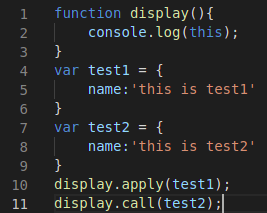 1 function display(){
2     console.log(this);
3 }
4 var test1 = {
5     name:'this is test1'
6 }
7 var test2 = {
8     name:'this is test2'
9 }
10 display.apply(test1);
11 display.call(test2);